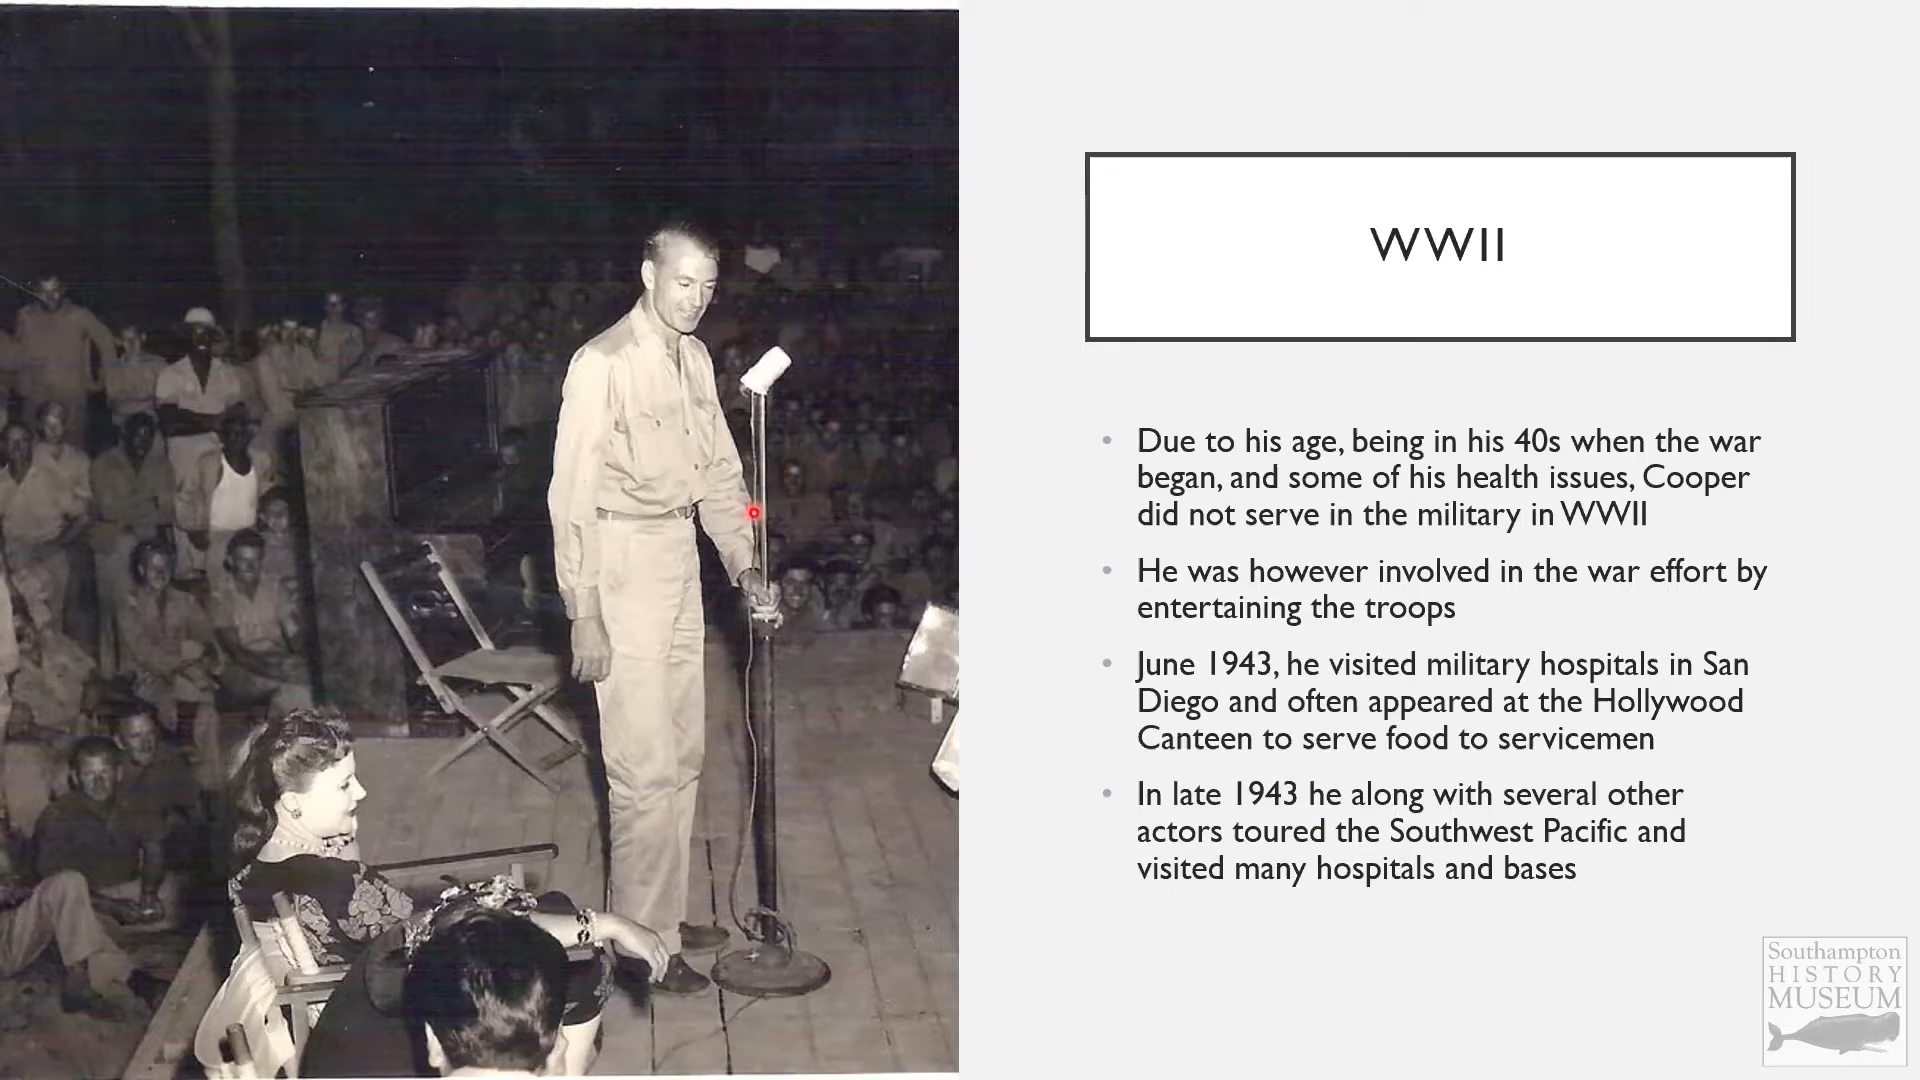 WWII
• Due to his age, being in his 40s when the war
began, and some of his health issues, Cooper
did not serve in the military in WWII
• He was however involved in the war effort by
entertaining the troops
• June 1943, he visited military hospitals in San
Diego and often appeared at the Hollywood
Canteen to serve food to servicemen
• In late 1943 he along with several other
actors toured the Southwest Pacific and
visited many hospitals and bases
Southampton
HISTORY
MUSEUM